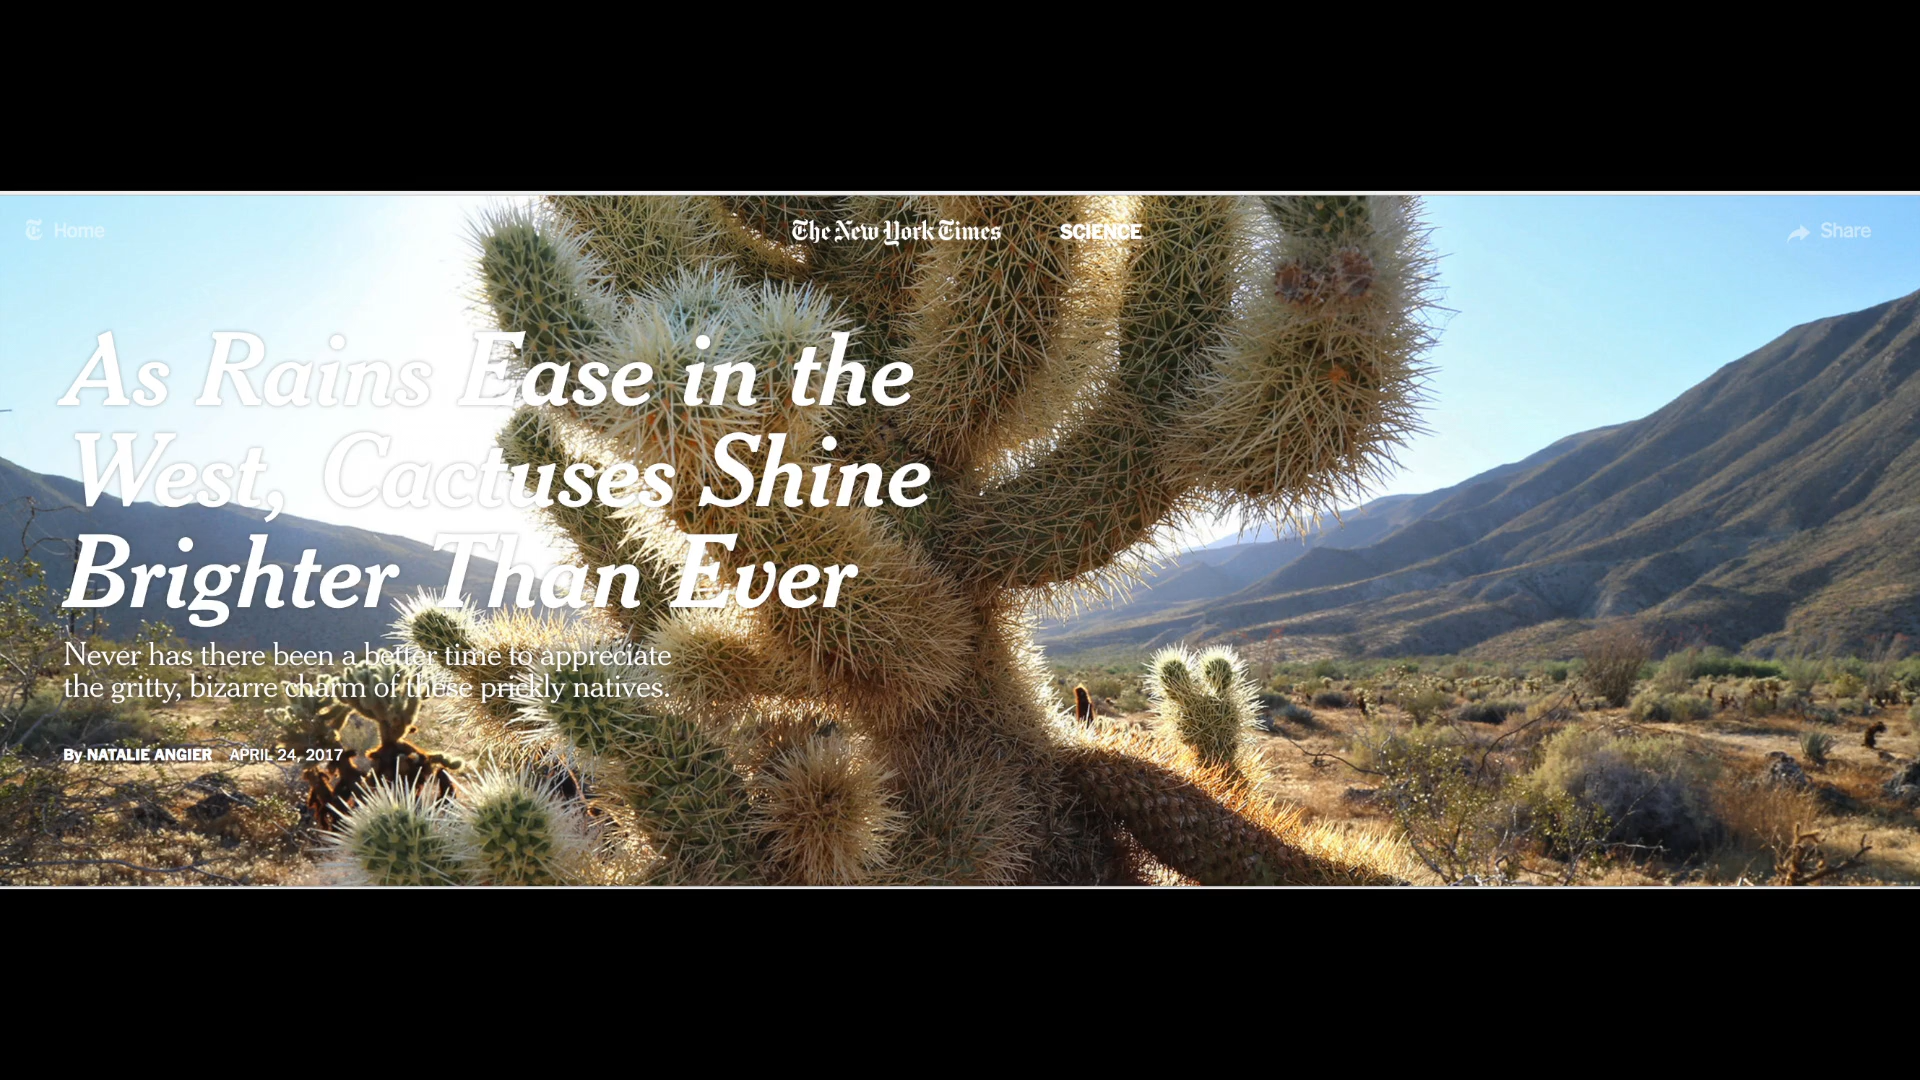 Home
The New York Times
SCIENCE
Share
As Rains Ease in the
West, Cactuses Shine
Brighter Than Ever
Never has there been a better time to appreciate
the gritty, bizarre charm of these prickly natives.
By NATALIE ANGIER APRIL 24, 2017